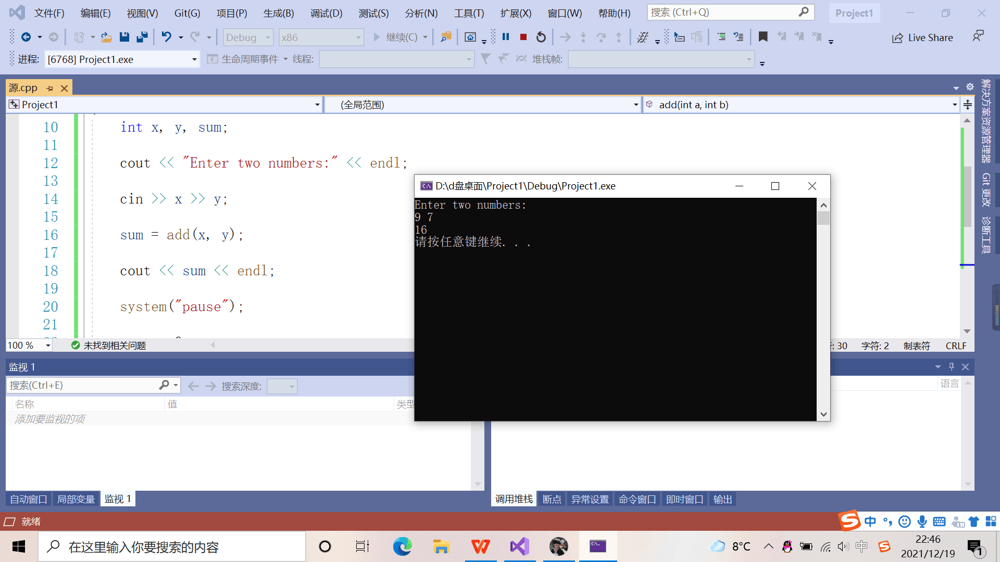 文件(F) 编辑(E) 视图(V) Git(G) 项目(P) 生成(B) 调试(D) 测试(S) 分析(N) 工具(T) 扩展(X) 窗口(W) 帮助(H) 搜索 (Ctrl+Q) Project1
Debug x86 继续(C) Live Share
进程: [6768] Project1.exe 生命周期事件 线程: 堆栈帧:
源.cpp
Project1 (全局范围) add(int a, int b)
10 int x, y, sum;
11
12 cout << "Enter two numbers:" << endl;
13
14 cin >> x >> y;
15
16 sum = add(x, y);
17
18 cout << sum << endl;
19
20 system("pause");
21
100 % 未找到相关问题
: 30 字符: 2 制表符 CRLF
D:\d盘桌面\Project1\Debug\Project1.exe
Enter two numbers:
9 7
16
请按任意键继续. . .
解决方案资源管理器
Git 更改
诊断工具
监视 1
搜索(Ctrl+E) 搜索深度:
名称 值 类型
添加要监视的项
语言
自动窗口 局部变量 监视 1
调用堆栈 断点 异常设置 命令窗口 即时窗口 输出
就绪
中
在这里输入你要搜索的内容
8°C 中
22:46
2021/12/19
1